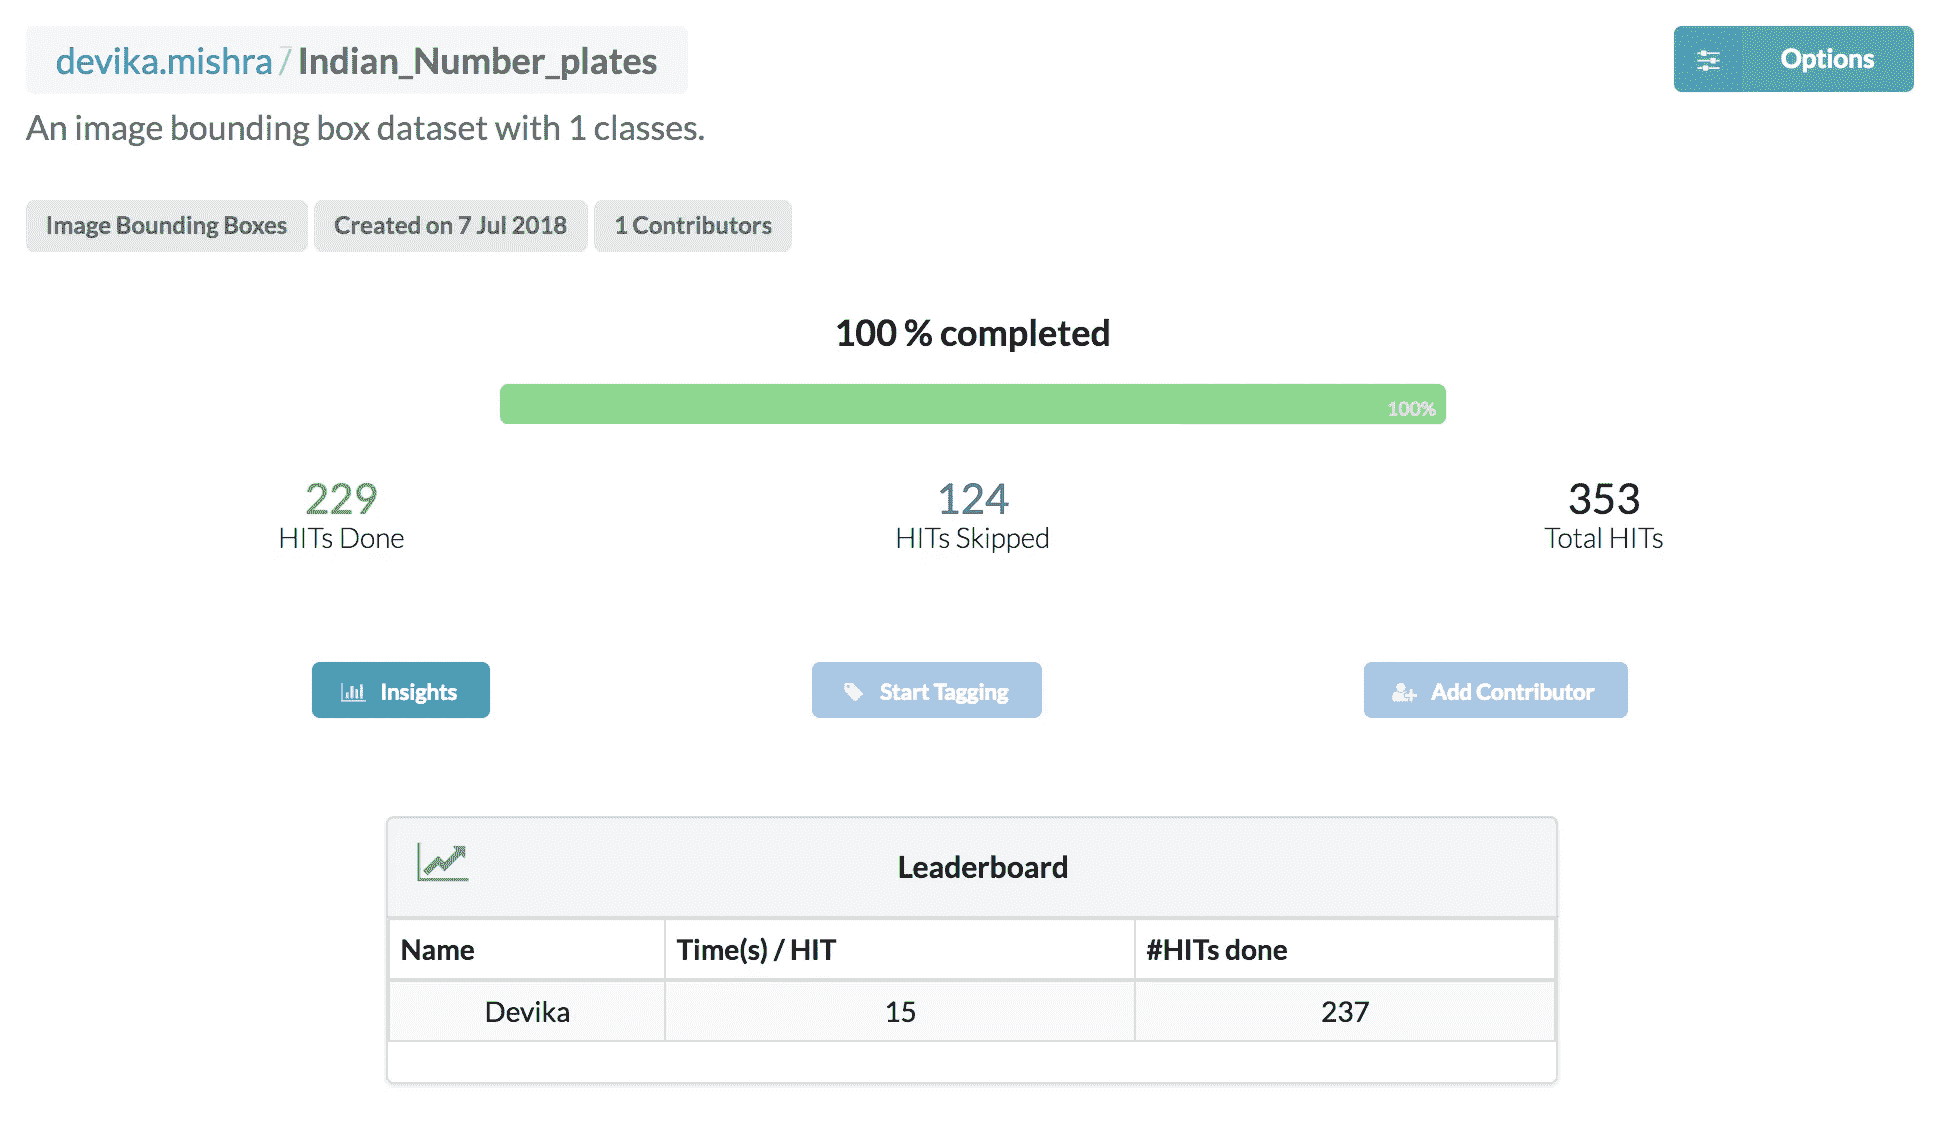 devika.mishra / Indian_Number_plates
Options
An image bounding box dataset with 1 classes.
Image Bounding Boxes
Created on 7 Jul 2018
1 Contributors
100 % completed
100%
229
HITs Done
124
HITs Skipped
353
Total HITs
Insights
Start Tagging
Add Contributor
Leaderboard
Name Time(s) / HIT #HITs done
Devika 15 237